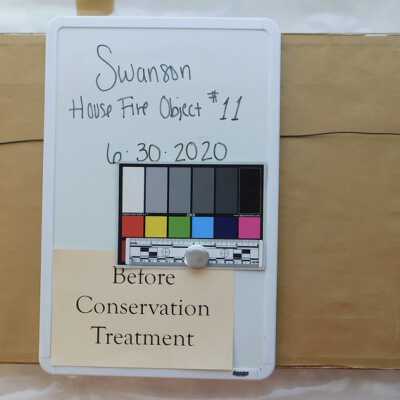 Swanson
House Fire Object #11
6.30.2020
Before
Conservation
Treatment